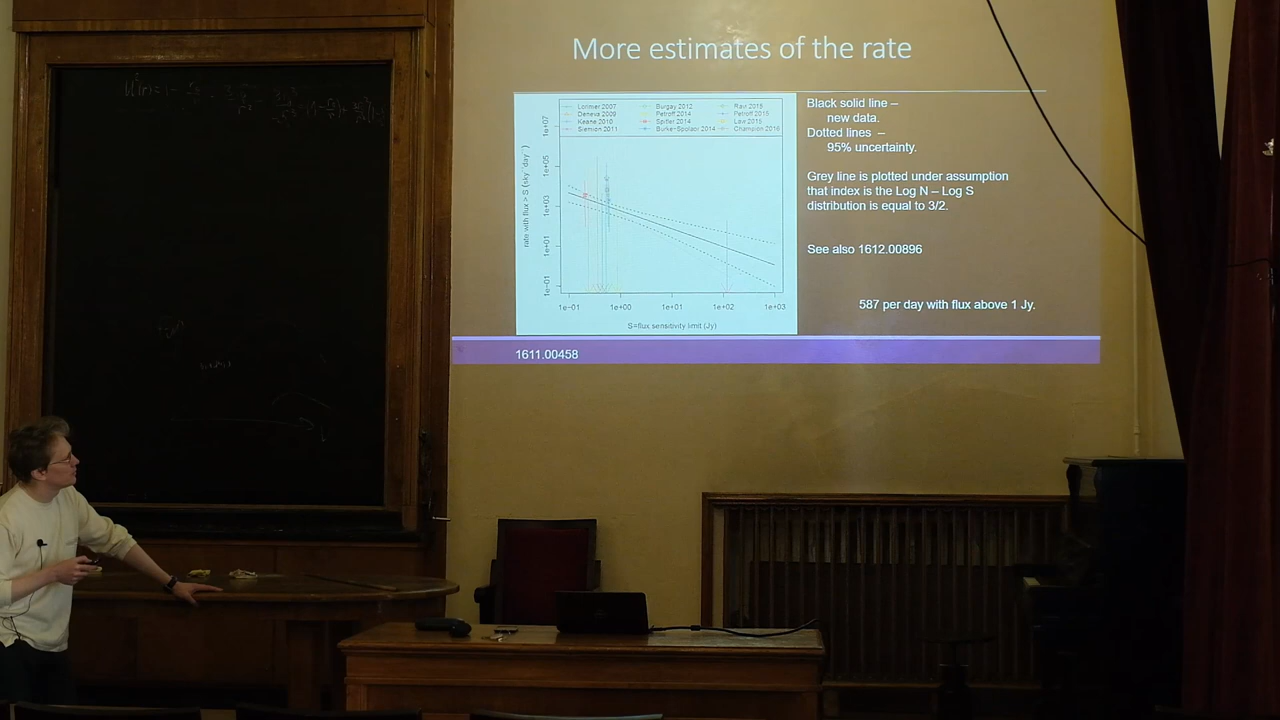 More estimates of the rate
Lorimer 2007
Deneva 2009
Keane 2010
Siemion 2011
Burgay 2012
Petroff 2014
Spitler 2014
Burke-Spolaor 2014
Ravi 2015
Petroff 2015
Law 2015
Champion 2016
rate with flux > S (sky⁻¹day⁻¹)
1e+07
1e+05
1e+03
1e+01
1e-01
1e-01 1e+00 1e+01 1e+02 1e+03
S=flux sensitivity limit (Jy)
Black solid line –
new data.
Dotted lines –
95% uncertainty.
Grey line is plotted under assumption
that index is the Log N – Log S
distribution is equal to 3/2.
See also 1612.00896
587 per day with flux above 1 Jy.
1611.00458